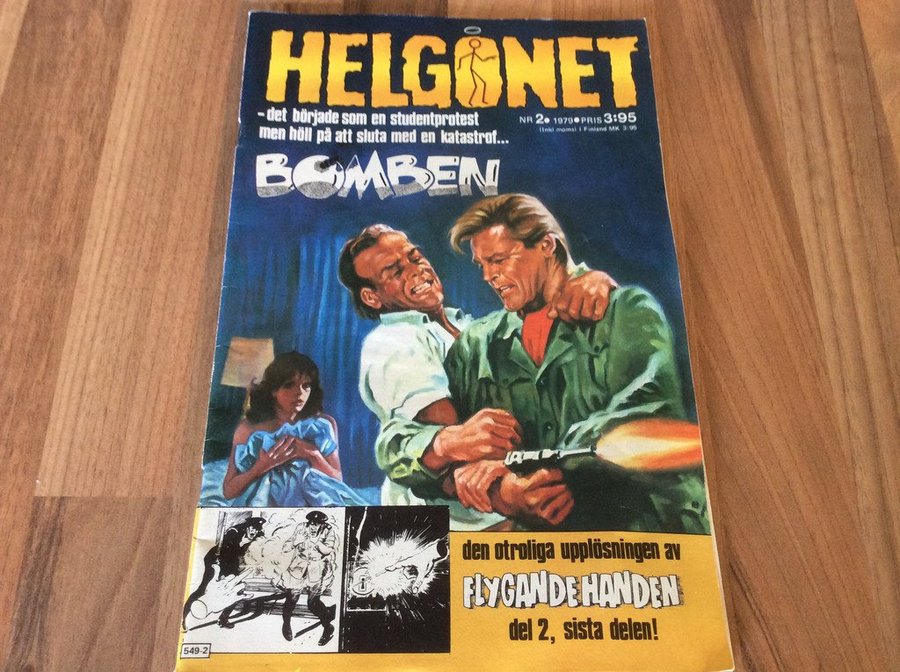 HELGONET
- det började som en studentprotest
men höll på att sluta med en katastrof...
NR 2● 1979●PRIS 3:95
(Inkl moms) i Finland MK 3:95
BOMBEN
den otroliga upplösningen av
FLYGANDE HANDEN
del 2, sista delen!
549-2